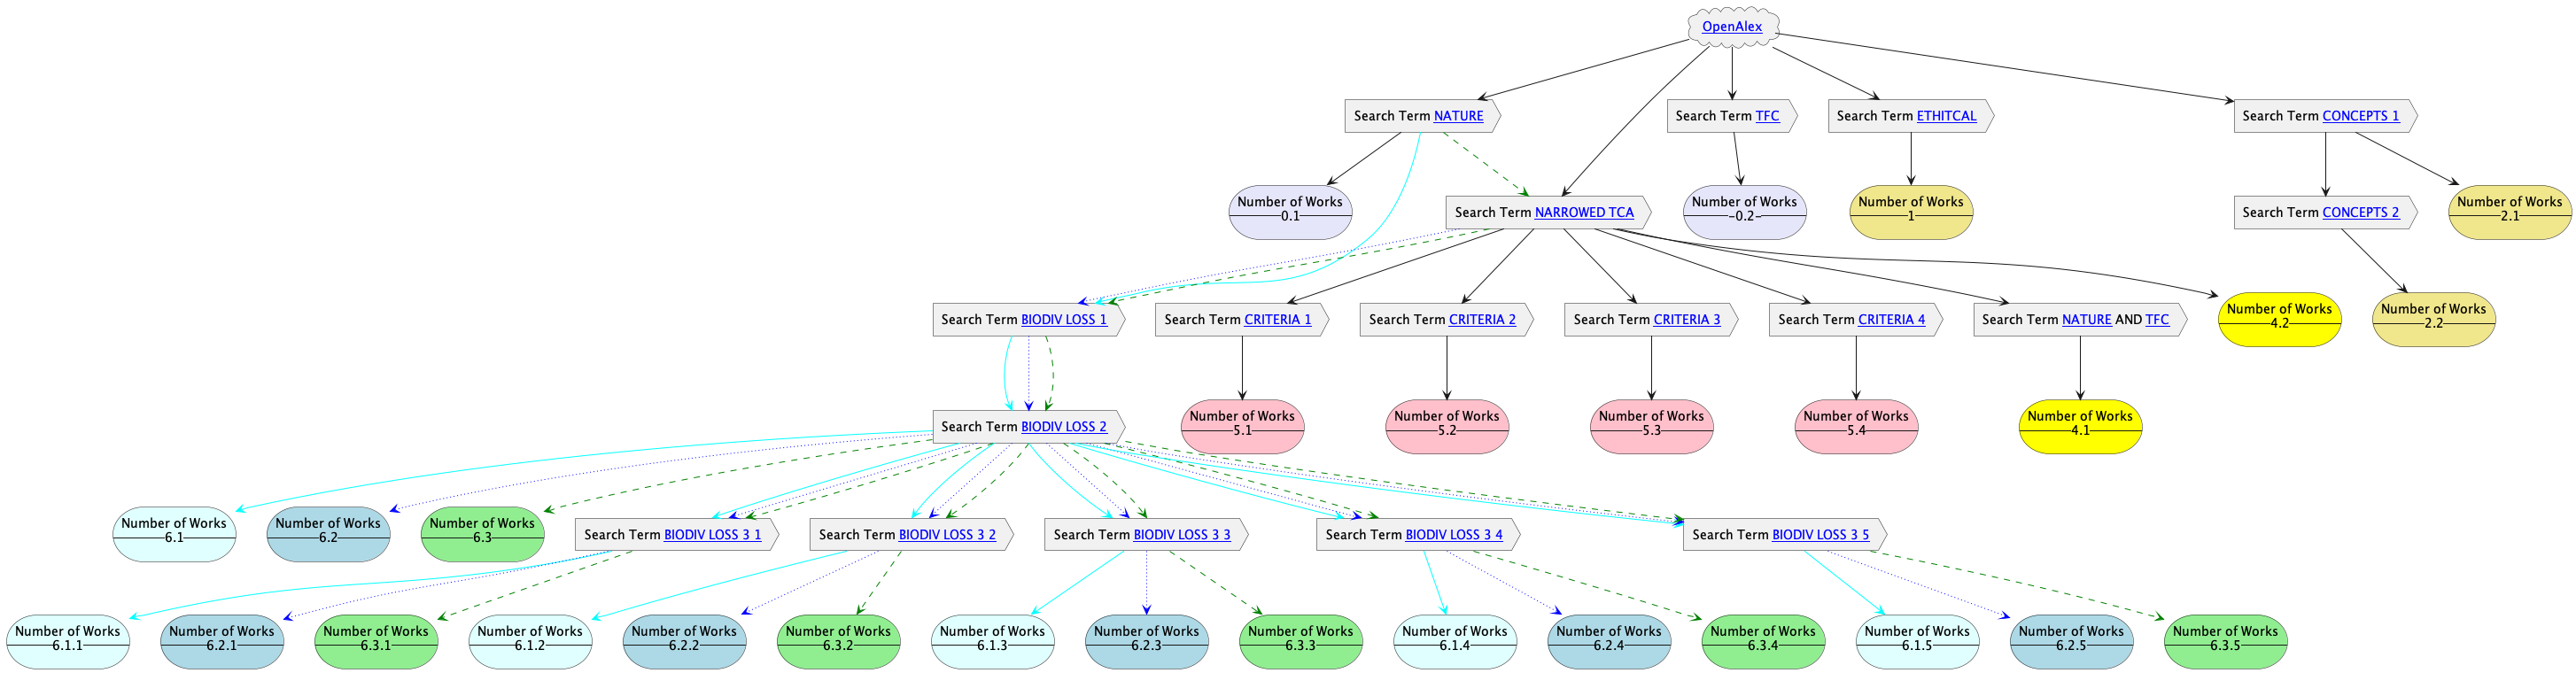 OpenAlex
Search Term NATURE
Search Term TFC
Search Term ETHITCAL
Search Term CONCEPTS 1
Number of Works
0.1
Search Term NARROWED TCA
Number of Works
-0.2-
Number of Works
1
Search Term CONCEPTS 2
Number of Works
2.1
Search Term BIODIV LOSS 1
Search Term CRITERIA 1
Search Term CRITERIA 2
Search Term CRITERIA 3
Search Term CRITERIA 4
Search Term NATURE AND TFC
Number of Works
4.2
Number of Works
2.2
Search Term BIODIV LOSS 2
Number of Works
5.1
Number of Works
5.2
Number of Works
5.3
Number of Works
5.4
Number of Works
4.1
Number of Works
6.1
Number of Works
6.2
Number of Works
6.3
Search Term BIODIV LOSS 3 1
Search Term BIODIV LOSS 3 2
Search Term BIODIV LOSS 3 3
Search Term BIODIV LOSS 3 4
Search Term BIODIV LOSS 3 5
Number of Works
6.1.1
Number of Works
6.2.1
Number of Works
6.3.1
Number of Works
6.1.2
Number of Works
6.2.2
Number of Works
6.3.2
Number of Works
6.1.3
Number of Works
6.2.3
Number of Works
6.3.3
Number of Works
6.1.4
Number of Works
6.2.4
Number of Works
6.3.4
Number of Works
6.1.5
Number of Works
6.2.5
Number of Works
6.3.5